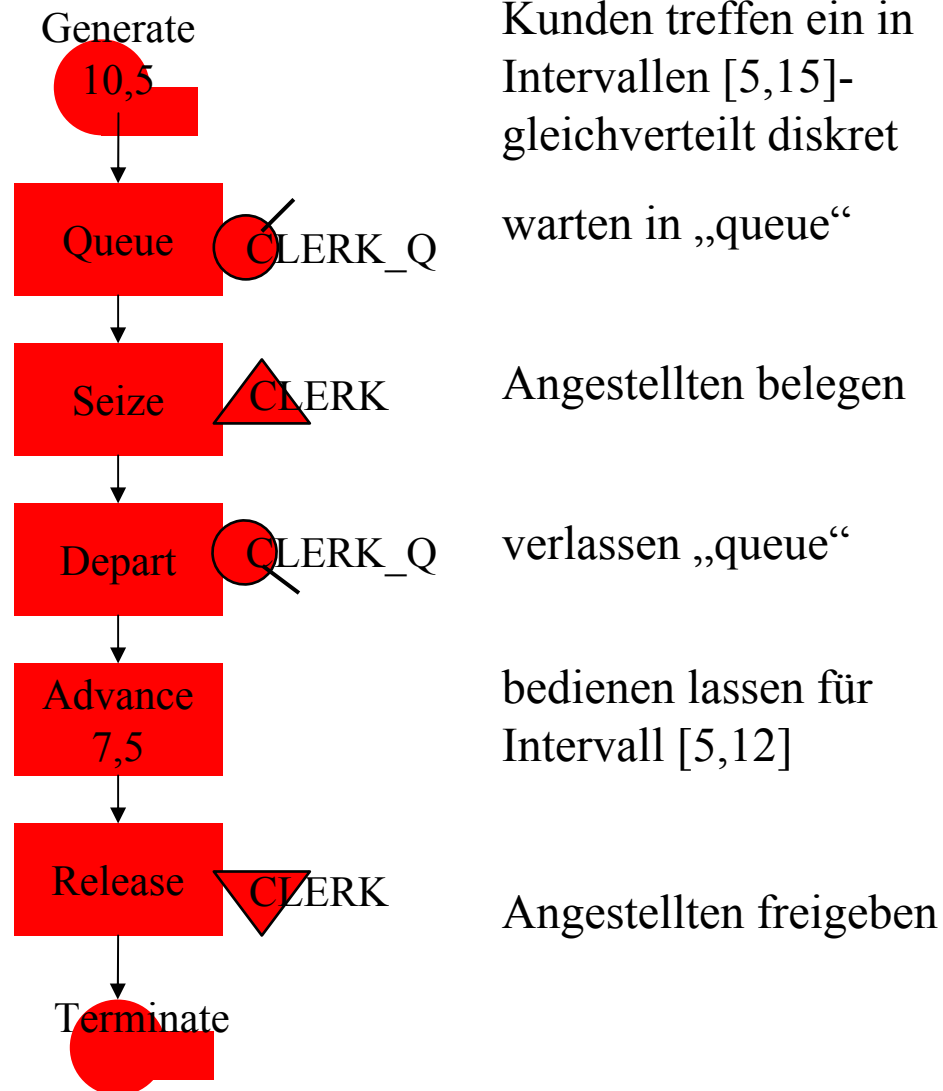 Generate
10,5
Kunden treffen ein in
Intervallen [5,15]-
gleichverteilt diskret
Queue
CLERK_Q
warten in „queue“
Seize
CLERK
Angestellten belegen
Depart
CLERK_Q
verlassen „queue“
Advance
7,5
bedienen lassen für
Intervall [5,12]
Release
CLERK
Angestellten freigeben
Terminate